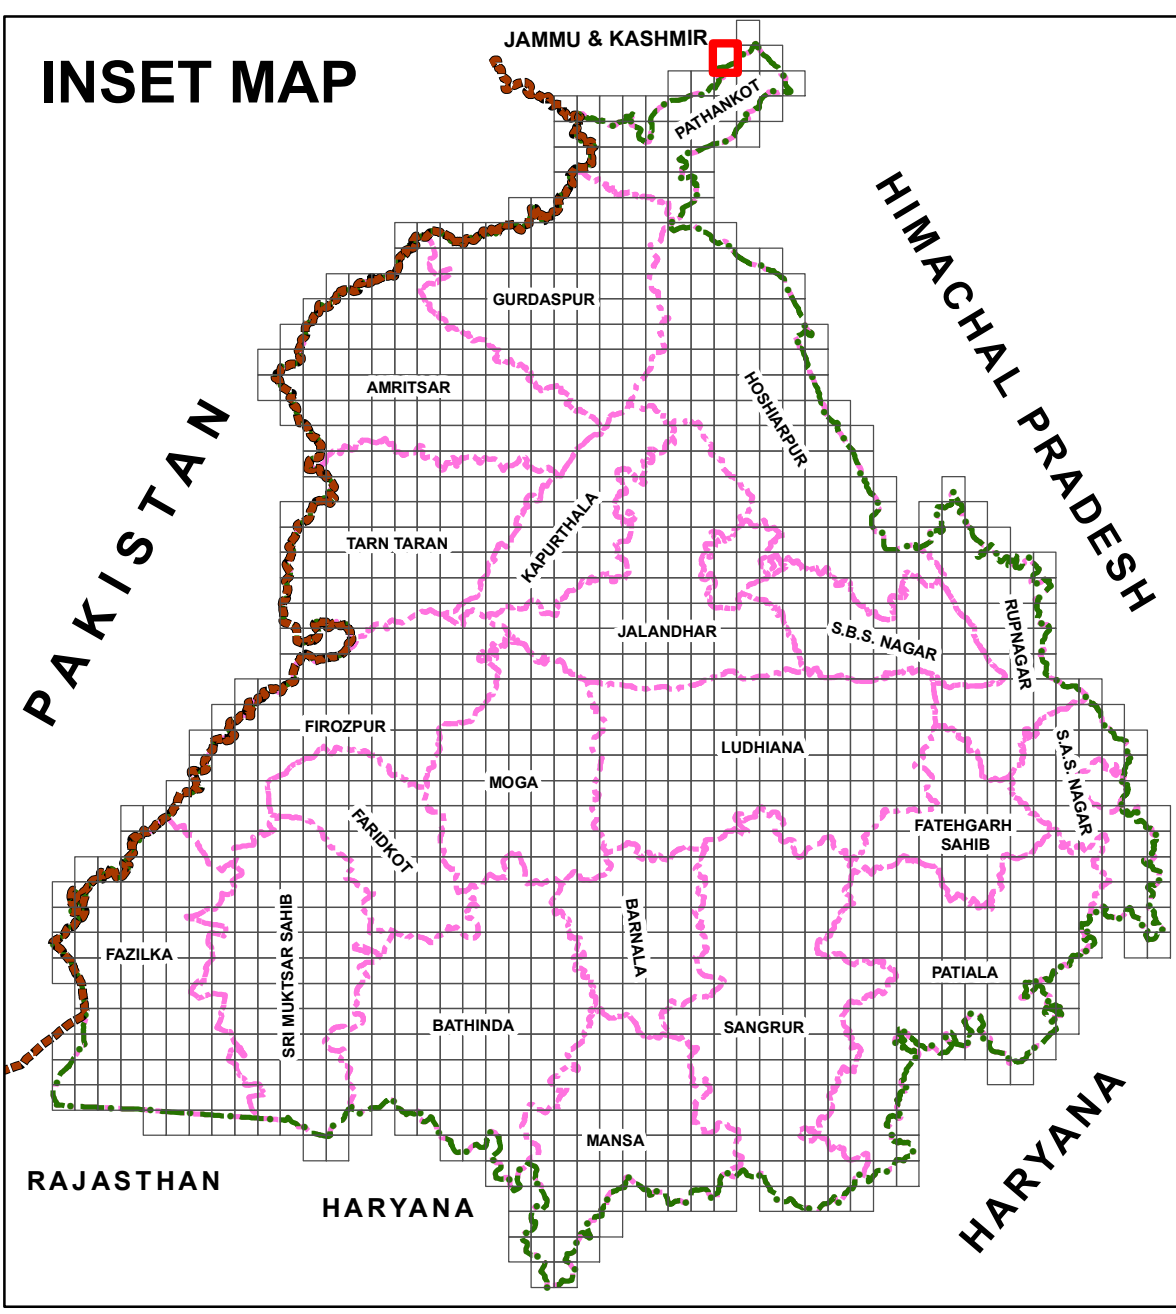 JAMMU & KASHMIR
INSET MAP
PATHANKOT
HIMACHAL PRADESH
GURDASPUR
AMRITSAR
HOSHIARPUR
PAKISTAN
KAPURTHALA
TARN TARAN
JALANDHAR
S.B.S. NAGAR
RUPNAGAR
FIROZPUR
LUDHIANA
S.A.S. NAGAR
MOGA
FARIDKOT
FATEHGARH
SAHIB
BARNALA
SRI MUKTSAR SAHIB
FAZILKA
PATIALA
BATHINDA
SANGRUR
MANSA
HARYANA
RAJASTHAN
HARYANA